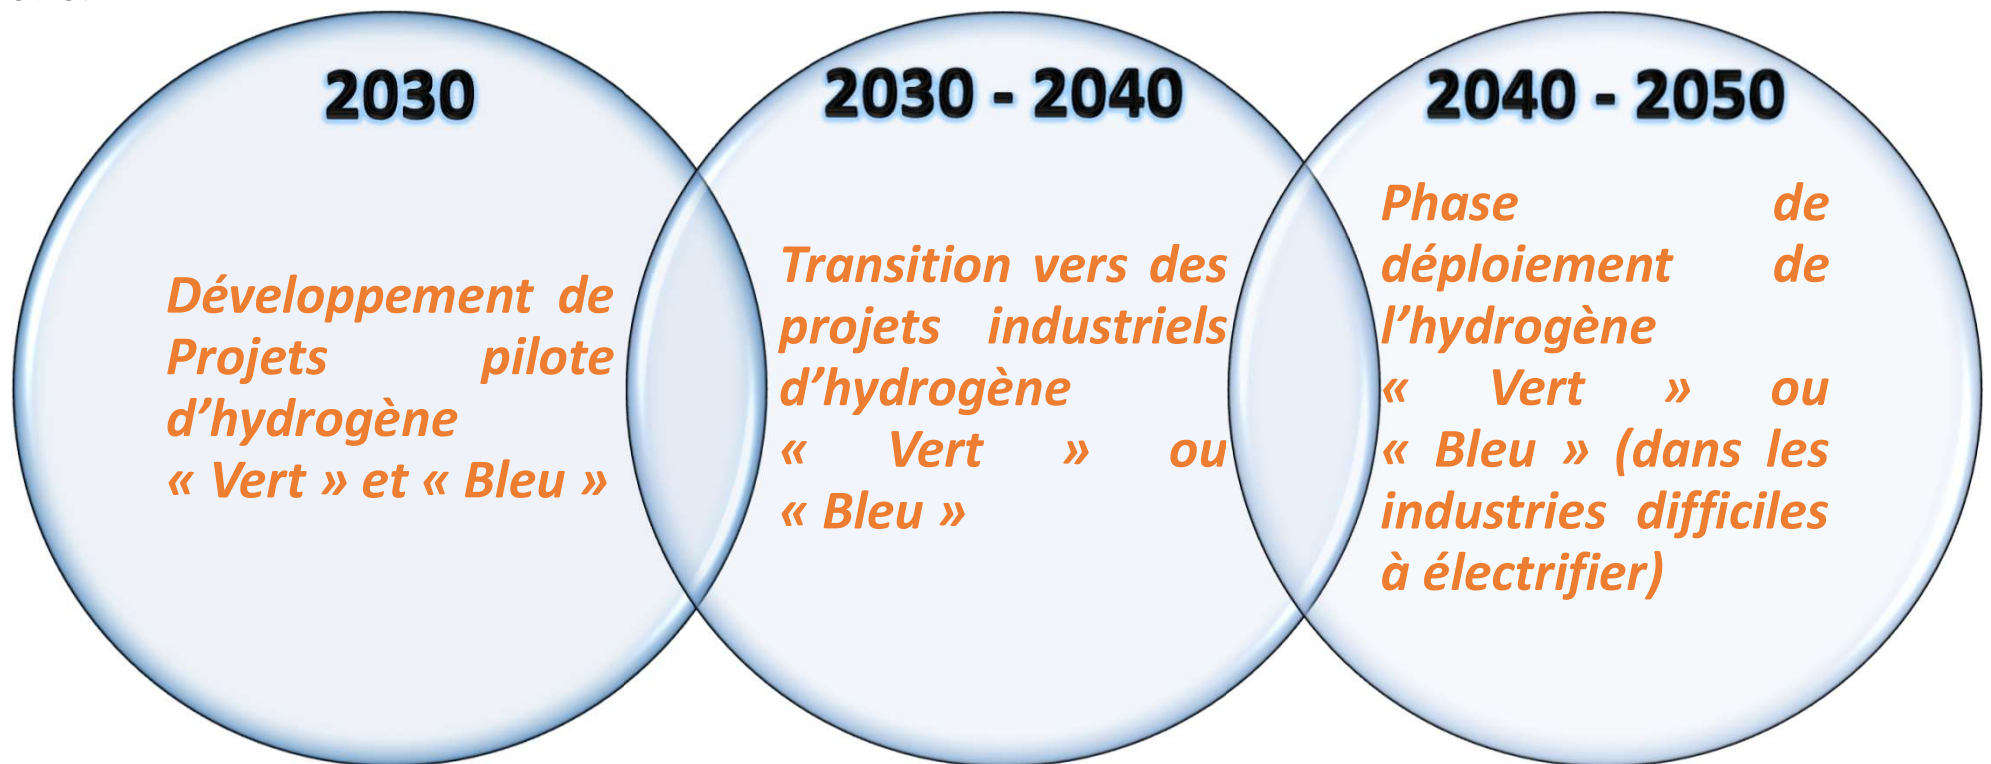 2030
Développement de
Projets pilote
d’hydrogène
« Vert » et « Bleu »
2030 - 2040
Transition vers des
projets industriels
d’hydrogène
« Vert » ou
« Bleu »
2040 - 2050
Phase de
déploiement de
l’hydrogène
« Vert » ou
« Bleu » (dans les
industries difficiles
à électrifier)